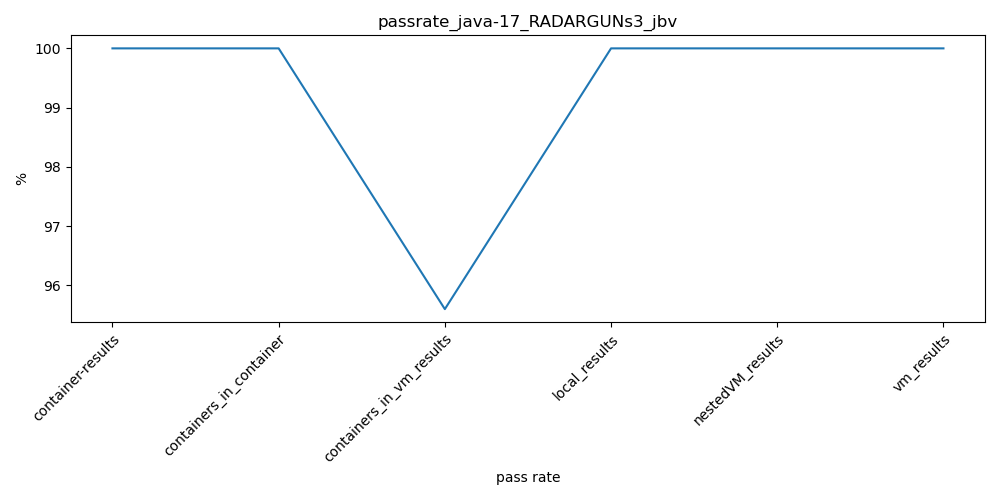 passrate_java-17_RADARGUNs3_jbv
100
99
98
97
96
%
container-results
containers_in_container
containers_in_vm_results
local_results
nestedVM_results
vm_results
pass rate